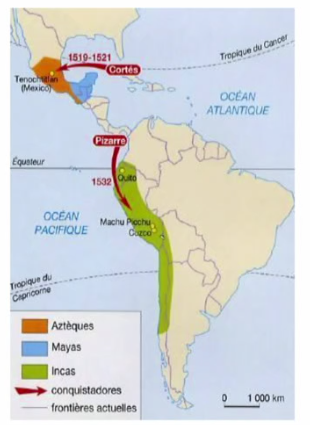 1519-1521
Cortés
Tropique du Cancer
Tenochtitlan
(Mexico)
OCÉAN
ATLANTIQUE
Pizarre
Équateur
Quito
1532
OCÉAN
PACIFIQUE
Machu Picchu
Cuzco
Tropique du
Capricorne
Aztèques
Mayas
Incas
conquistadores
frontières actuelles
0 1 000 km